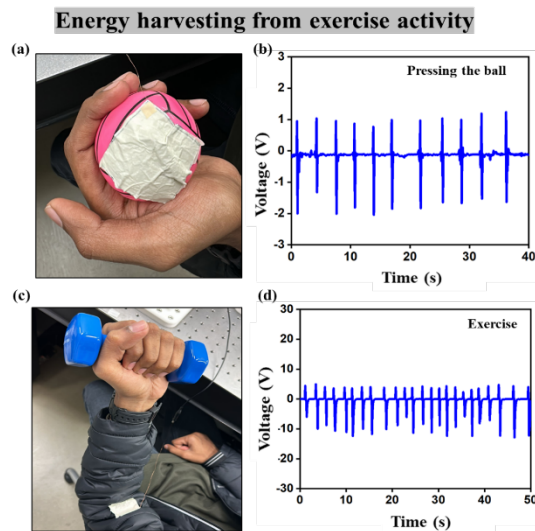 Energy harvesting from exercise activity
(a)
(b)
Pressing the ball
Voltage (V)
3
2
1
0
-1
-2
-3
0 10 20 30 40
Time (s)
(c)
(d)
Exercise
Voltage (V)
30
20
10
0
-10
-20
-30
0 10 20 30 40 50
Time (s)